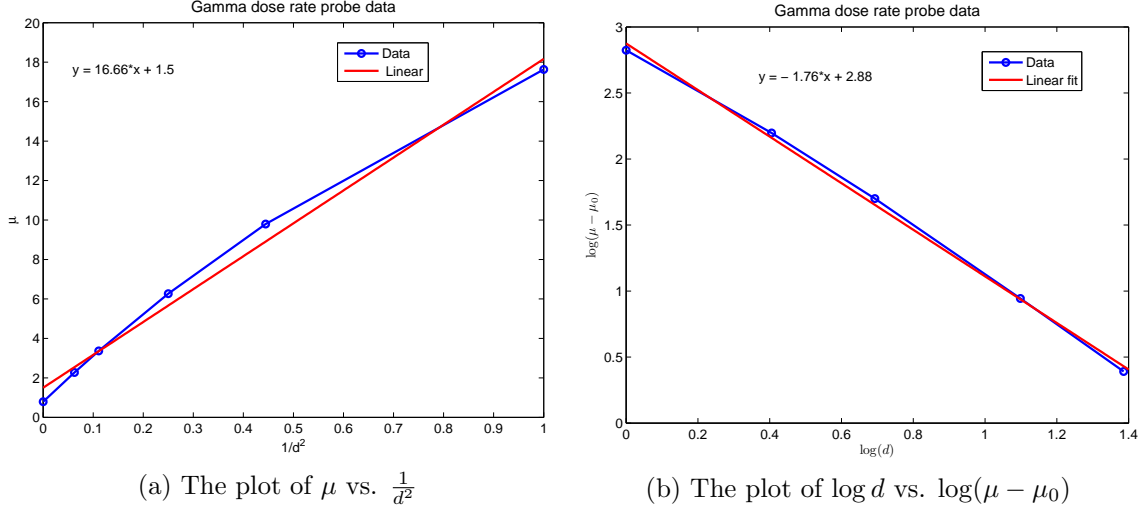 Gamma dose rate probe data
20
18
16
14
12
10
8
6
4
2
0
μ
y = 16.66*x + 1.5
Data
Linear
0 0.1 0.2 0.3 0.4 0.5 0.6 0.7 0.8 0.9 1
1/d²
(a) The plot of μ vs. 1/d²
Gamma dose rate probe data
3
2.5
2
1.5
1
0.5
0
log(μ − μ₀)
y = − 1.76*x + 2.88
Data
Linear fit
0 0.2 0.4 0.6 0.8 1 1.2 1.4
log(d)
(b) The plot of log d vs. log(μ − μ₀)